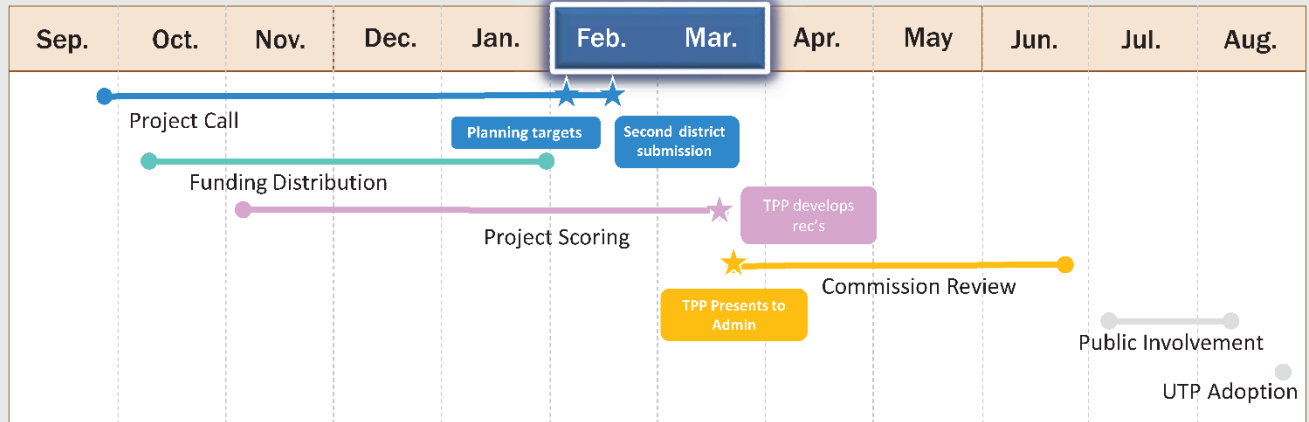 Sep. Oct. Nov. Dec. Jan. Feb. Mar. Apr. May Jun. Jul. Aug.
Project Call
Planning targets
Second district
submission
Funding Distribution
TPP develops
rec's
Project Scoring
Commission Review
TPP Presents to
Admin
Public Involvement
UTP Adoption